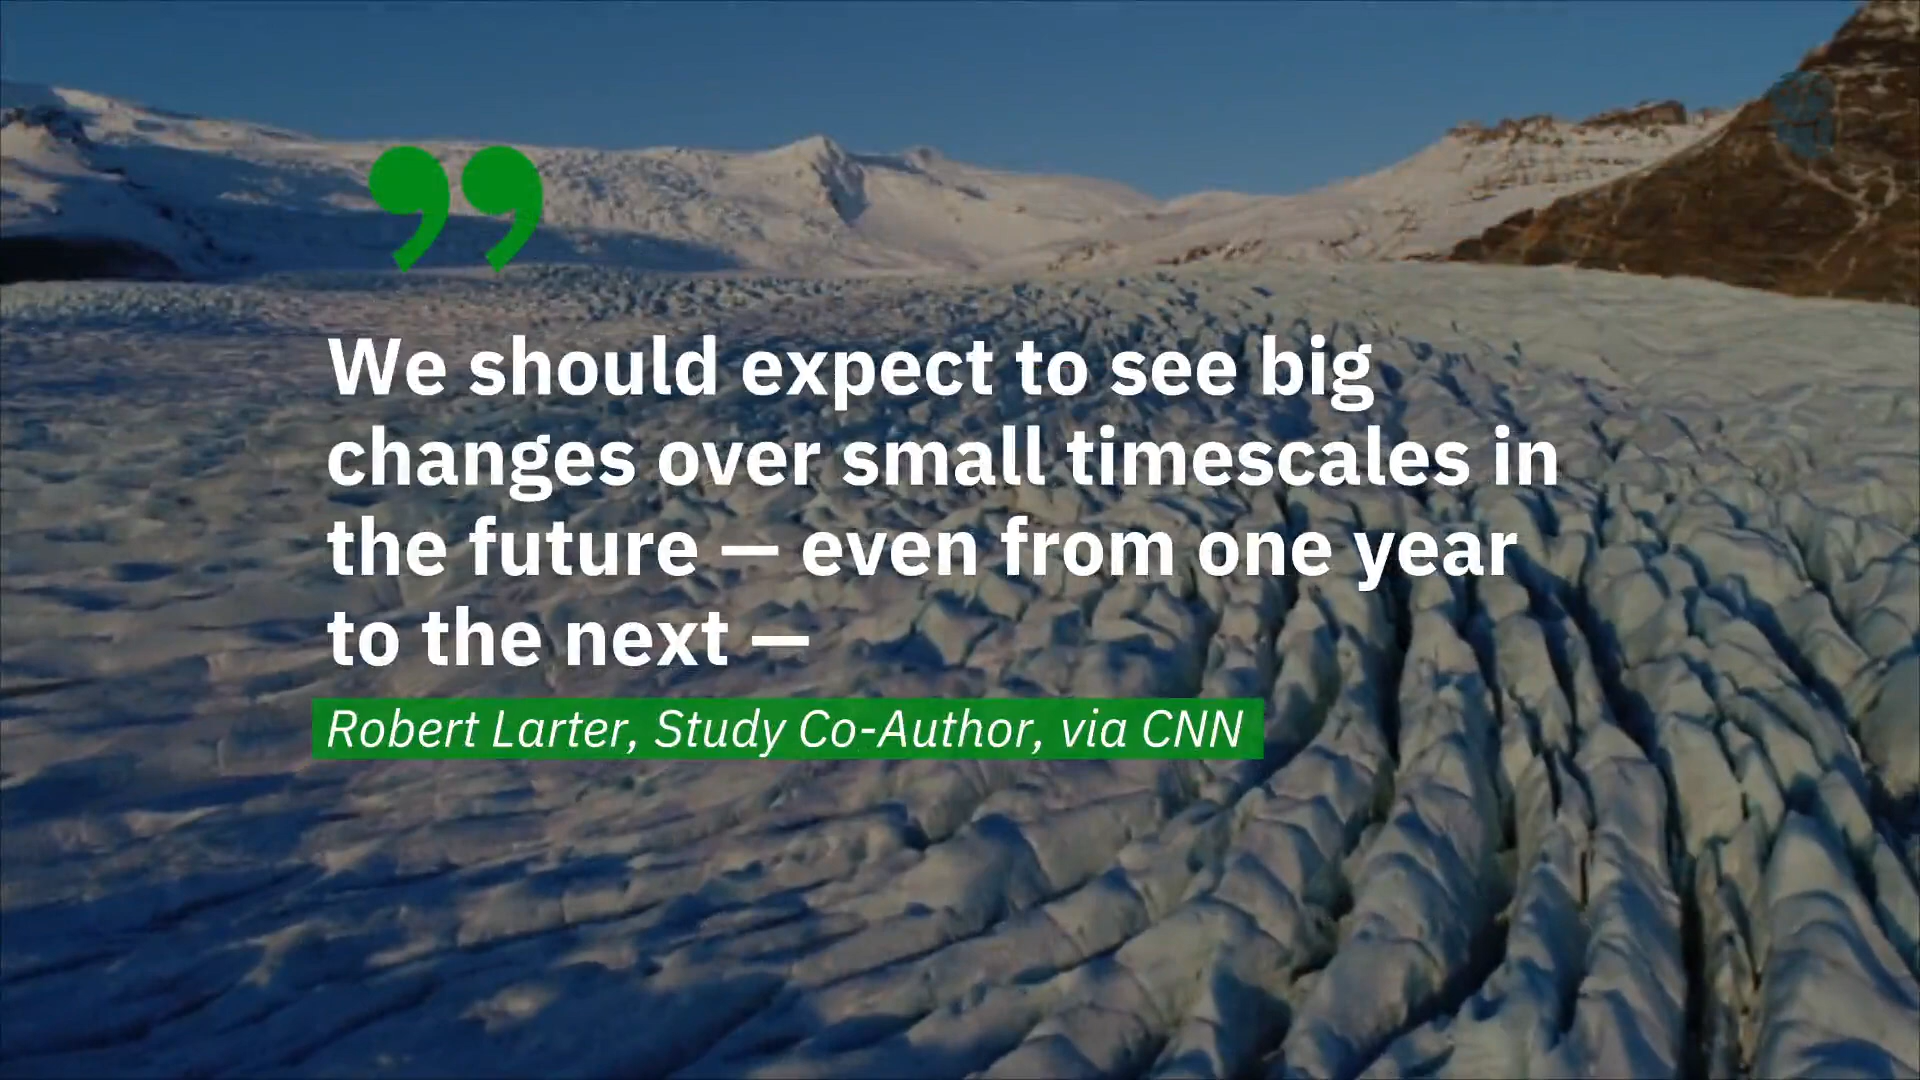 We should expect to see big
changes over small timescales in
the future — even from one year
to the next —
Robert Larter, Study Co-Author, via CNN